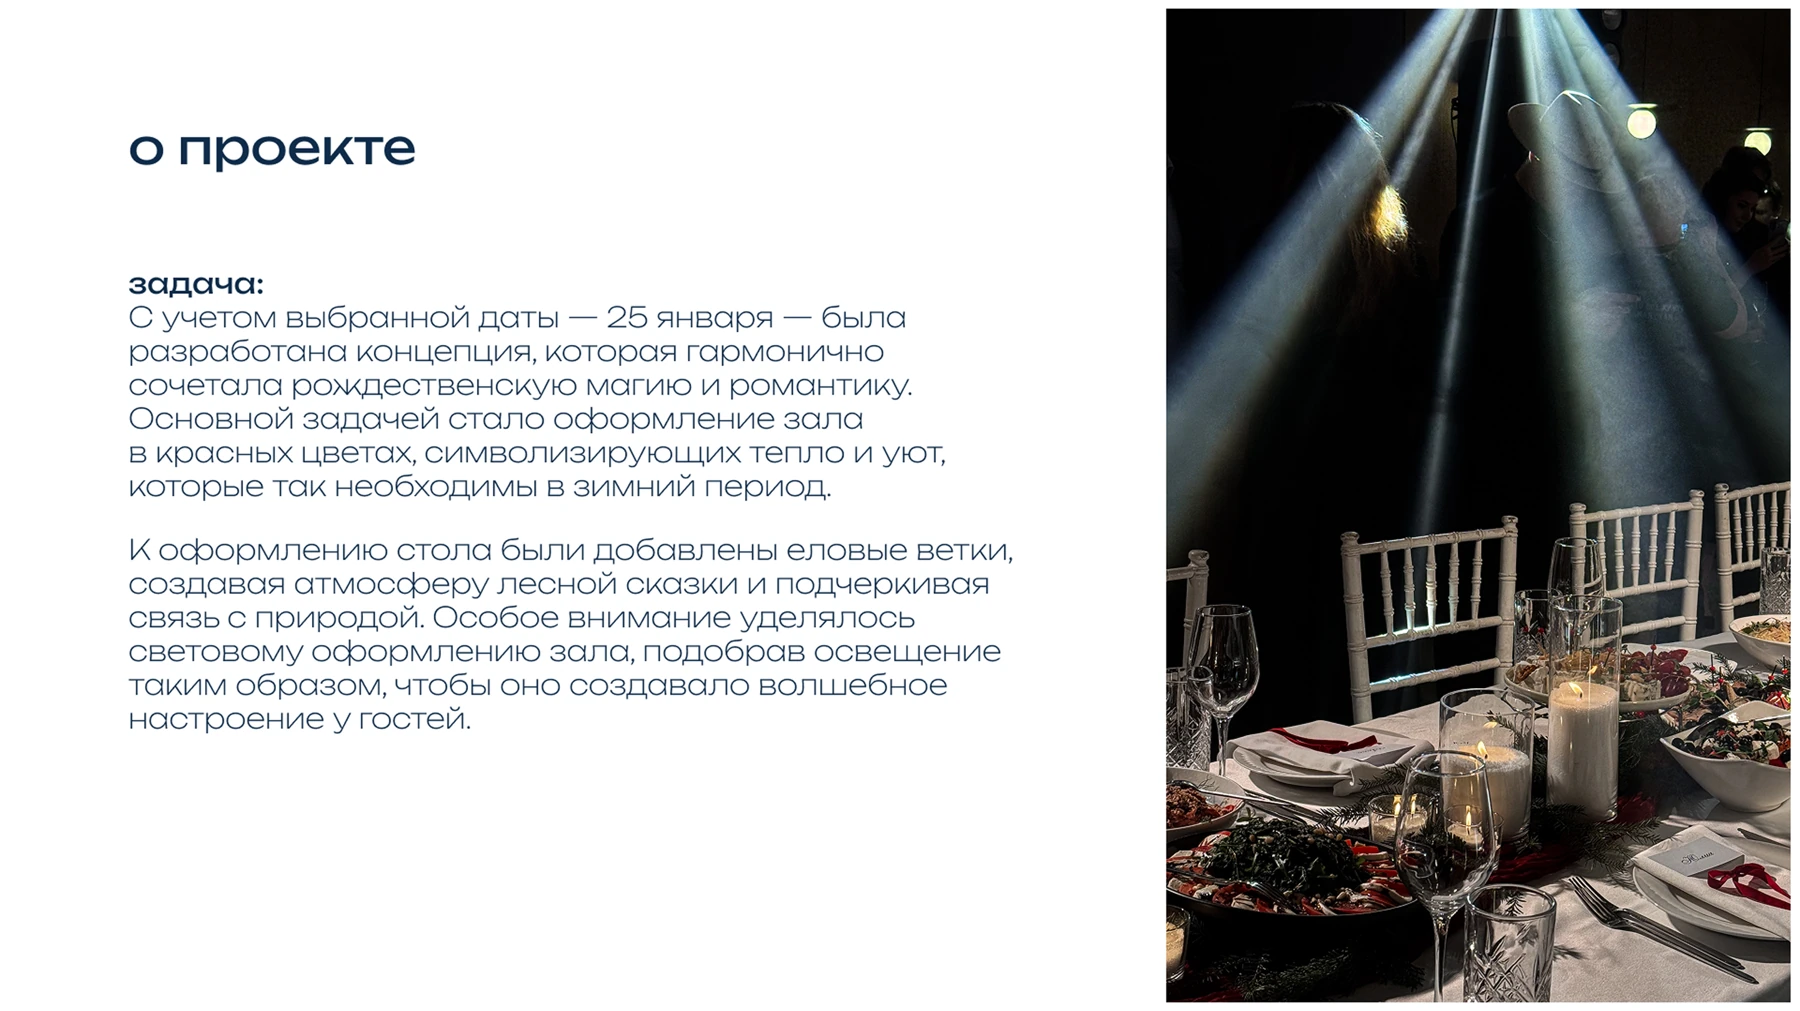 о проекте
задача:
С учетом выбранной даты — 25 января — была
разработана концепция, которая гармонично
сочетала рождественскую магию и романтику.
Основной задачей стало оформление зала
в красных цветах, символизирующих тепло и уют,
которые так необходимы в зимний период.
К оформлению стола были добавлены еловые ветки,
создавая атмосферу лесной сказки и подчеркивая
связь с природой. Особое внимание уделялось
световому оформлению зала, подобрав освещение
таким образом, чтобы оно создавало волшебное
настроение у гостей.